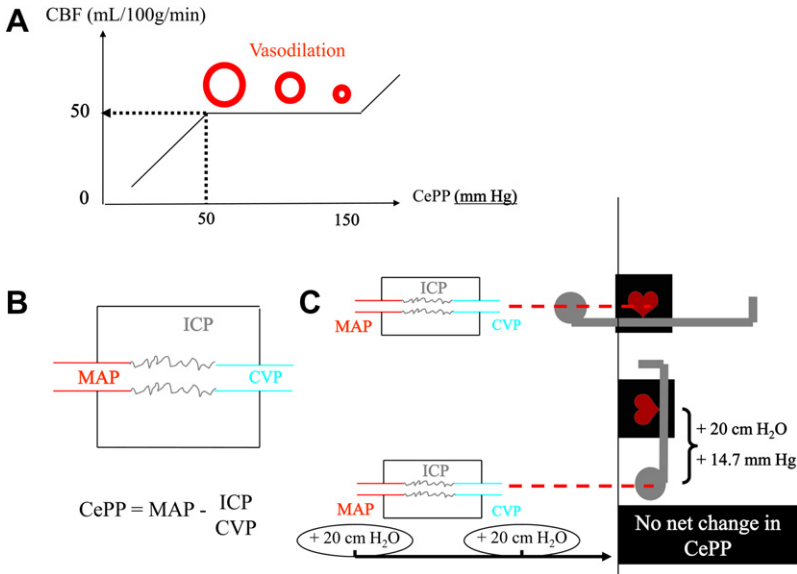 A
CBF (mL/100g/min)
Vasodilation
50
0
CePP (mm Hg)
50
150
B
ICP
MAP
CVP
CePP = MAP - ICP
CVP
C
ICP
MAP
CVP
ICP
MAP
CVP
+ 20 cm H₂O
+ 14.7 mm Hg
+ 20 cm H₂O
+ 20 cm H₂O
No net change in
CePP